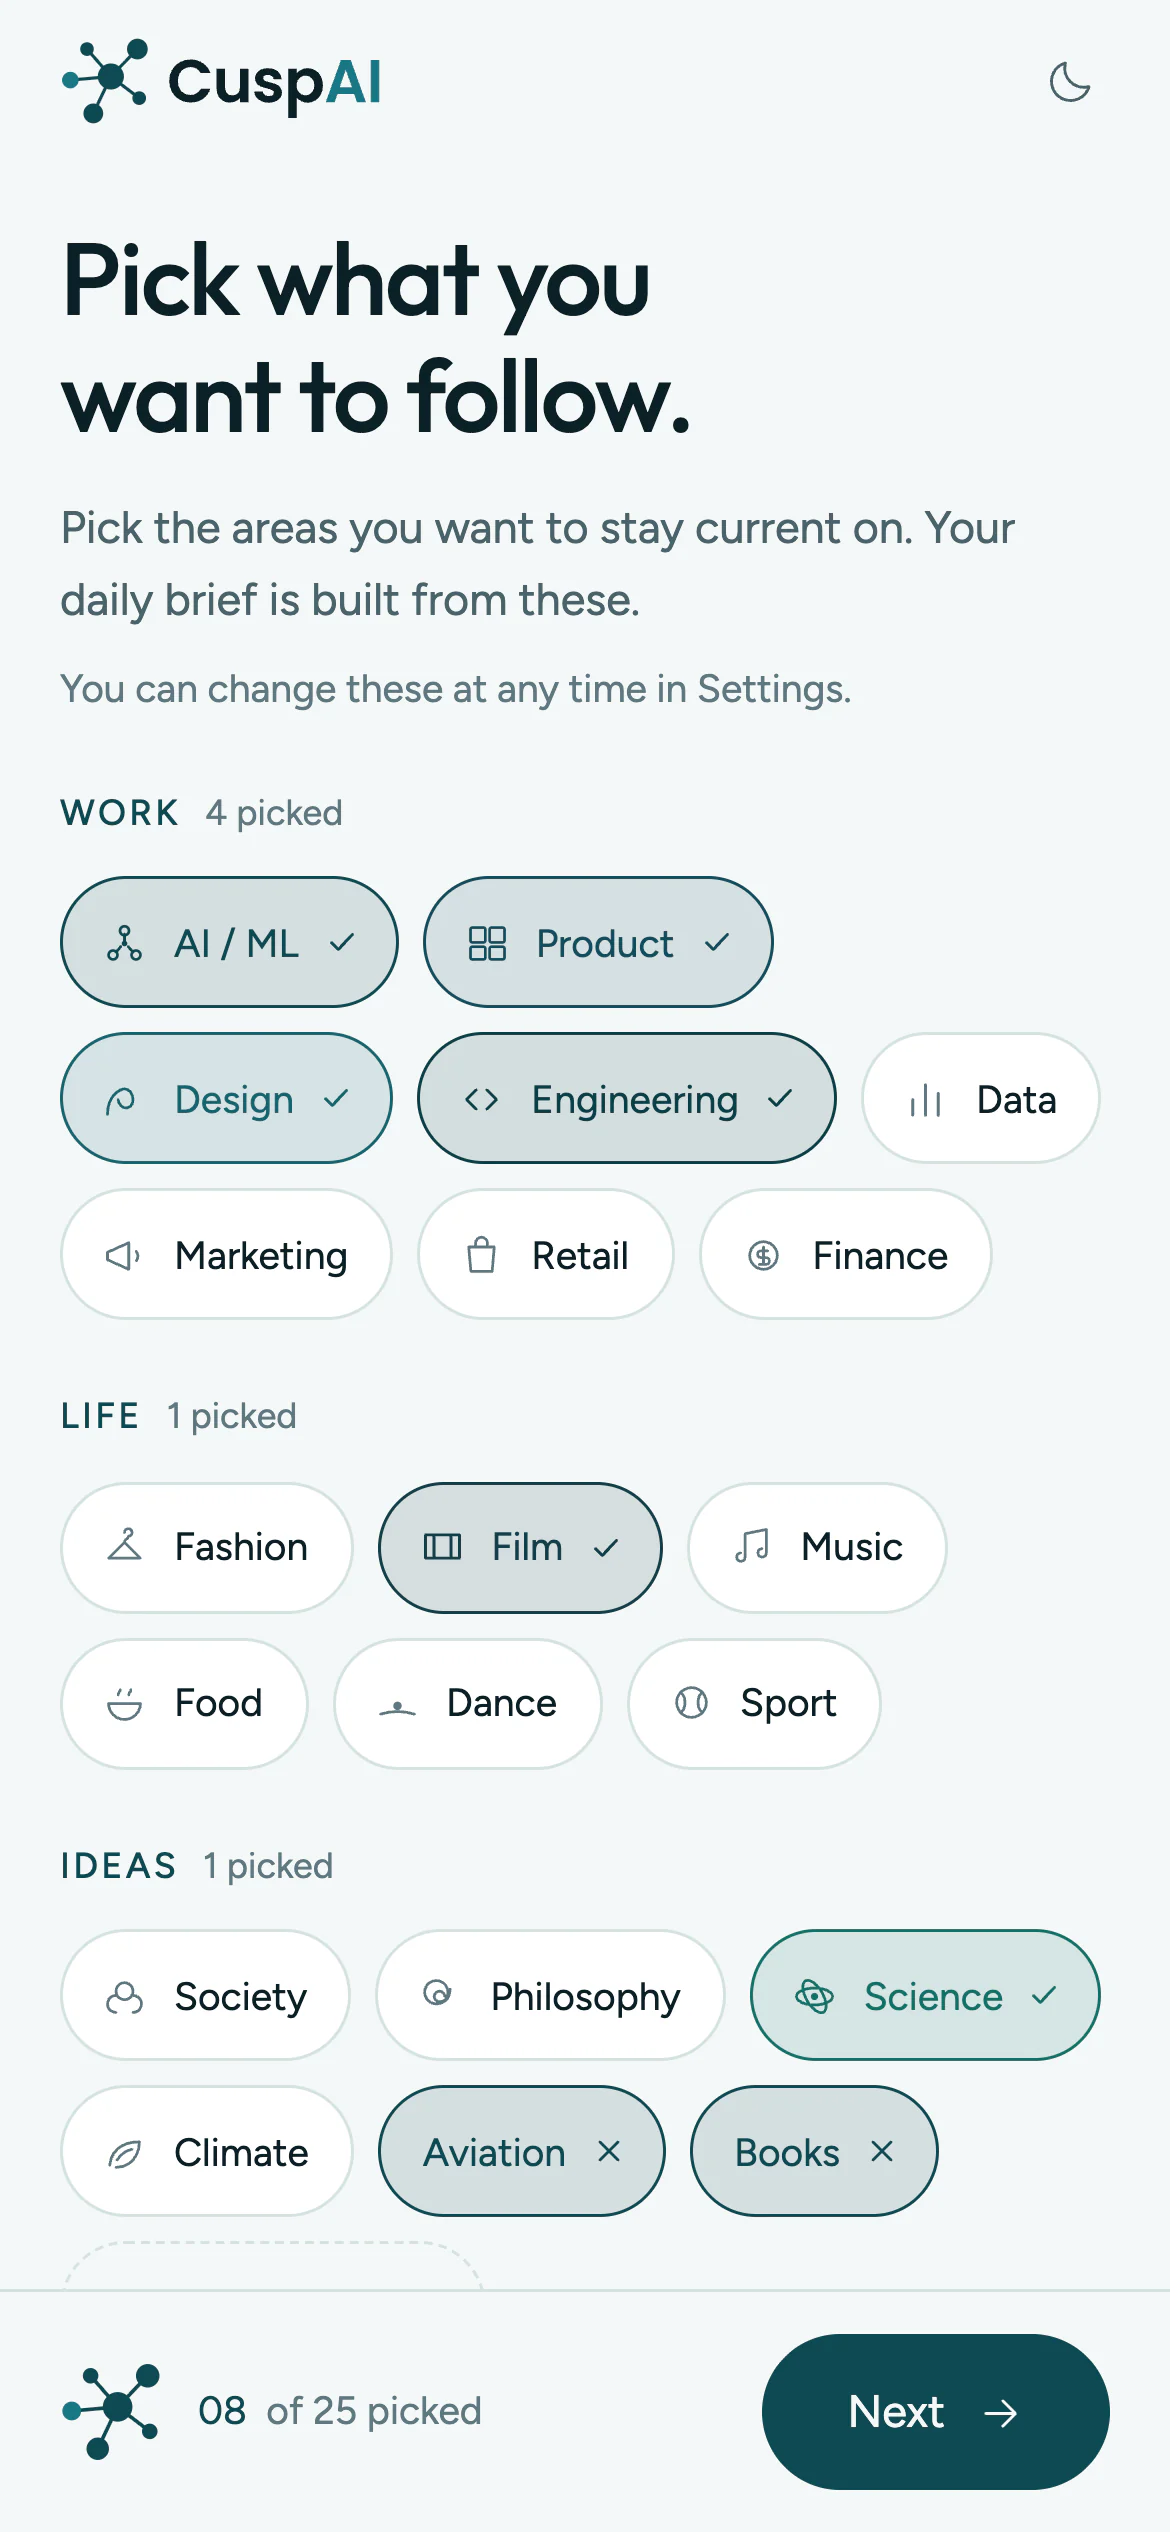 CuspAI
Pick what you
want to follow.
Pick the areas you want to stay current on. Your
daily brief is built from these.
You can change these at any time in Settings.
WORK 4 picked
AI / ML Product
Design Engineering Data
Marketing Retail Finance
LIFE 1 picked
Fashion Film Music
Food Dance Sport
IDEAS 1 picked
Society Philosophy Science
Climate Aviation Books
08 of 25 picked Next